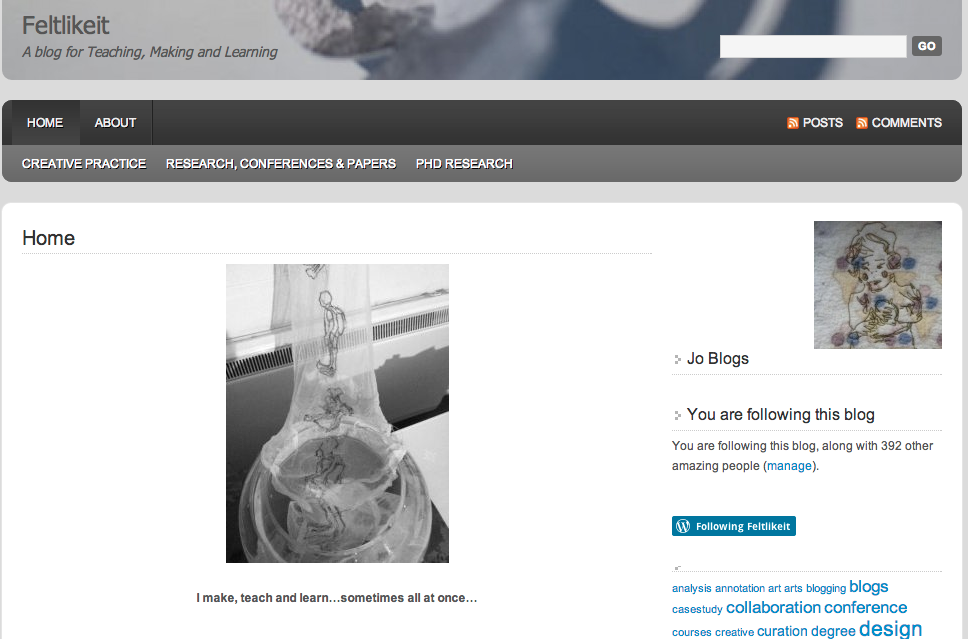 Feltlikeit
A blog for Teaching, Making and Learning
GO
HOME ABOUT POSTS COMMENTS
CREATIVE PRACTICE RESEARCH, CONFERENCES & PAPERS PHD RESEARCH
Home
I make, teach and learn…sometimes all at once…
Jo Blogs
You are following this blog
You are following this blog, along with 392 other
amazing people (manage).
Following Feltlikeit
analysis annotation art arts blogging blogs
casestudy collaboration conference
courses creative curation degree design